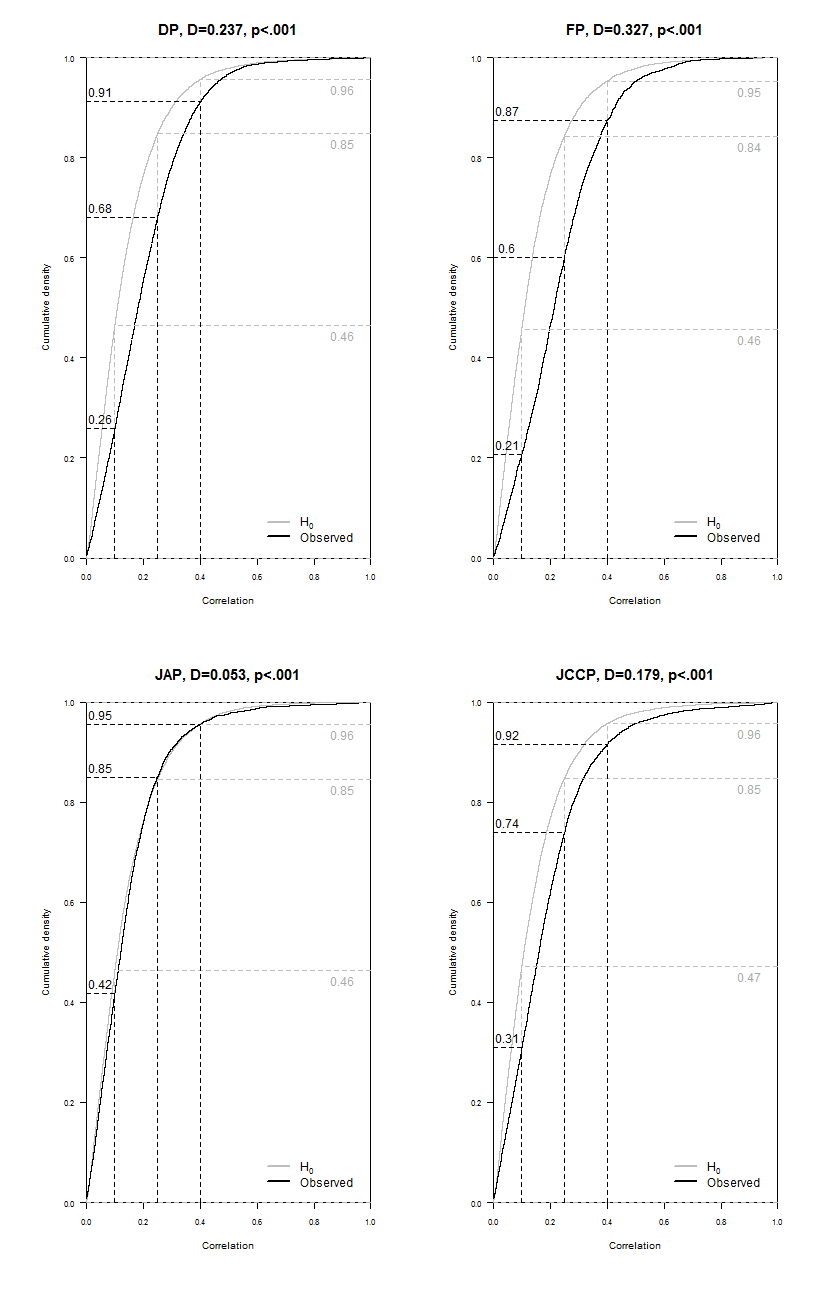 DP, D=0.237, p<.001
Cumulative density
1.0
0.8
0.6
0.4
0.2
0.0
0.91
0.68
0.26
0.96
0.85
0.46
H0
Observed
0.0 0.2 0.4 0.6 0.8 1.0
Correlation
FP, D=0.327, p<.001
Cumulative density
1.0
0.8
0.6
0.4
0.2
0.0
0.87
0.6
0.21
0.95
0.84
0.46
H0
Observed
0.0 0.2 0.4 0.6 0.8 1.0
Correlation
JAP, D=0.053, p<.001
Cumulative density
1.0
0.8
0.6
0.4
0.2
0.0
0.95
0.85
0.42
0.96
0.85
0.46
H0
Observed
0.0 0.2 0.4 0.6 0.8 1.0
Correlation
JCCP, D=0.179, p<.001
Cumulative density
1.0
0.8
0.6
0.4
0.2
0.0
0.92
0.74
0.31
0.96
0.85
0.47
H0
Observed
0.0 0.2 0.4 0.6 0.8 1.0
Correlation